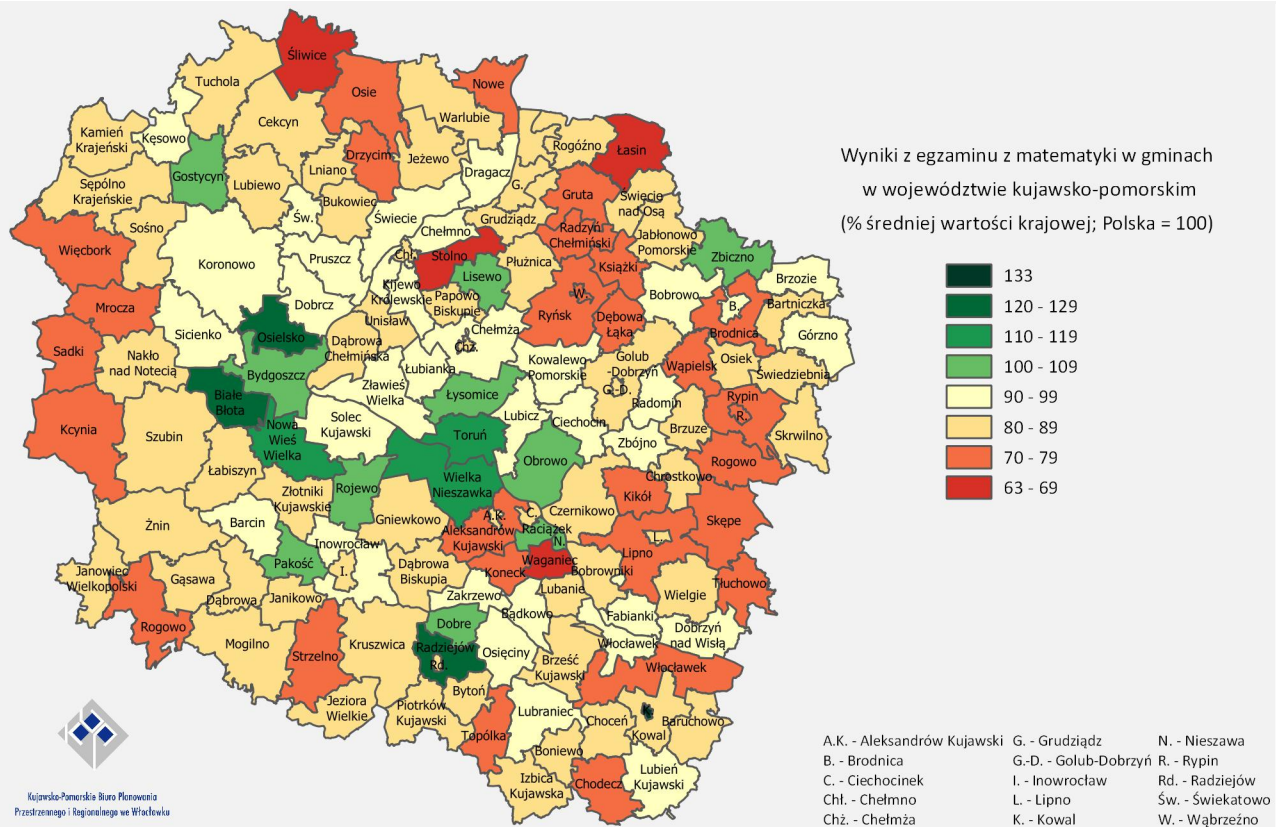 Śliwice
Tuchola
Osie
Nowe
Cekcyn
Warlubie
Kamień
Krajeński
Kęsowo
Rogóźno
Łasin
Drzycim
Jeżewo
Lniano
Dragacz
Gostycyn
Lubiewo
G.
Gruta
Świecie
nad Osą
Sępólno
Krajeńskie
Bukowiec
Św.
Świecie
Grudziądz
Sośno
Chełmno
Radzyń
Chełmiński
Jabłonowo
Pomorskie
Więcbork
Koronowo
Pruszcz
Chł.
Stolno
Płużnica
Książki
Zbiczno
Lisewo
Brzozie
Mrocza
Dobrcz
Kijewo
Królewskie
Papowo
Biskupie
W.
Bobrowo
B.
Bartniczka
Sicienko
Osielsko
Unisław
Chełmża
Ryńsk
Dębowa
Łąka
Brodnica
Górzno
Sadki
Nakło
nad Notecią
Dąbrowa
Chełmińska
Chż.
Kowalewo
Pomorskie
Golub
-Dobrzyń
Wąpielsk
Osiek
Świedziebnia
Bydgoszcz
Łubianka
Zławieś
Wielka
G.-D.
Białe
Błota
Łysomice
Radomin
Rypin
R.
Kcynia
Szubin
Nowa
Wieś
Wielka
Solec
Kujawski
Toruń
Lubicz
Ciechocin
Zbójno
Brzuze
Skrwilno
Łabiszyn
Obrowo
Rogowo
Wielka
Nieszawka
Chrostkowo
Złotniki
Kujawskie
Rojewo
Kikół
Żnin
Barcin
Gniewkowo
A.K.
C.
Czernikowo
Skępe
Aleksandrów
Kujawski
Raciążek
N.
L.
Inowrocław
Lipno
Pakość
I.
Dąbrowa
Biskupia
Koneck
Waganiec
Bobrowniki
Janowiec
Wielkopolski
Gąsawa
Tłuchowo
Dąbrowa
Janikowo
Zakrzewo
Lubanie
Wielgie
Rogowo
Bądkowo
Fabianki
Dobre
Dobrzyń
nad Wisłą
Mogilno
Strzelno
Kruszwica
Radziejów
Rd.
Osięciny
Włocławek
Brześć
Kujawski
Włocławek
Bytoń
Jeziora
Wielkie
Piotrków
Kujawski
Lubraniec
Choceń
K.
Kowal
Baruchowo
Topólka
Boniewo
Izbica
Kujawska
Chodecz
Lubień
Kujawski
Wyniki z egzaminu z matematyki w gminach
w województwie kujawsko-pomorskim
(% średniej wartości krajowej; Polska = 100)
133
120 - 129
110 - 119
100 - 109
90 - 99
80 - 89
70 - 79
63 - 69
Kujawsko-Pomorskie Biuro Planowania
Przestrzennego i Regionalnego we Włocławku
A.K. - Aleksandrów Kujawski
B. - Brodnica
C. - Ciechocinek
Chł. - Chełmno
Chż. - Chełmża
G. - Grudziądz
G.-D. - Golub-Dobrzyń
I. - Inowrocław
L. - Lipno
K. - Kowal
N. - Nieszawa
R. - Rypin
Rd. - Radziejów
Św. - Świekatowo
W. - Wąbrzeźno